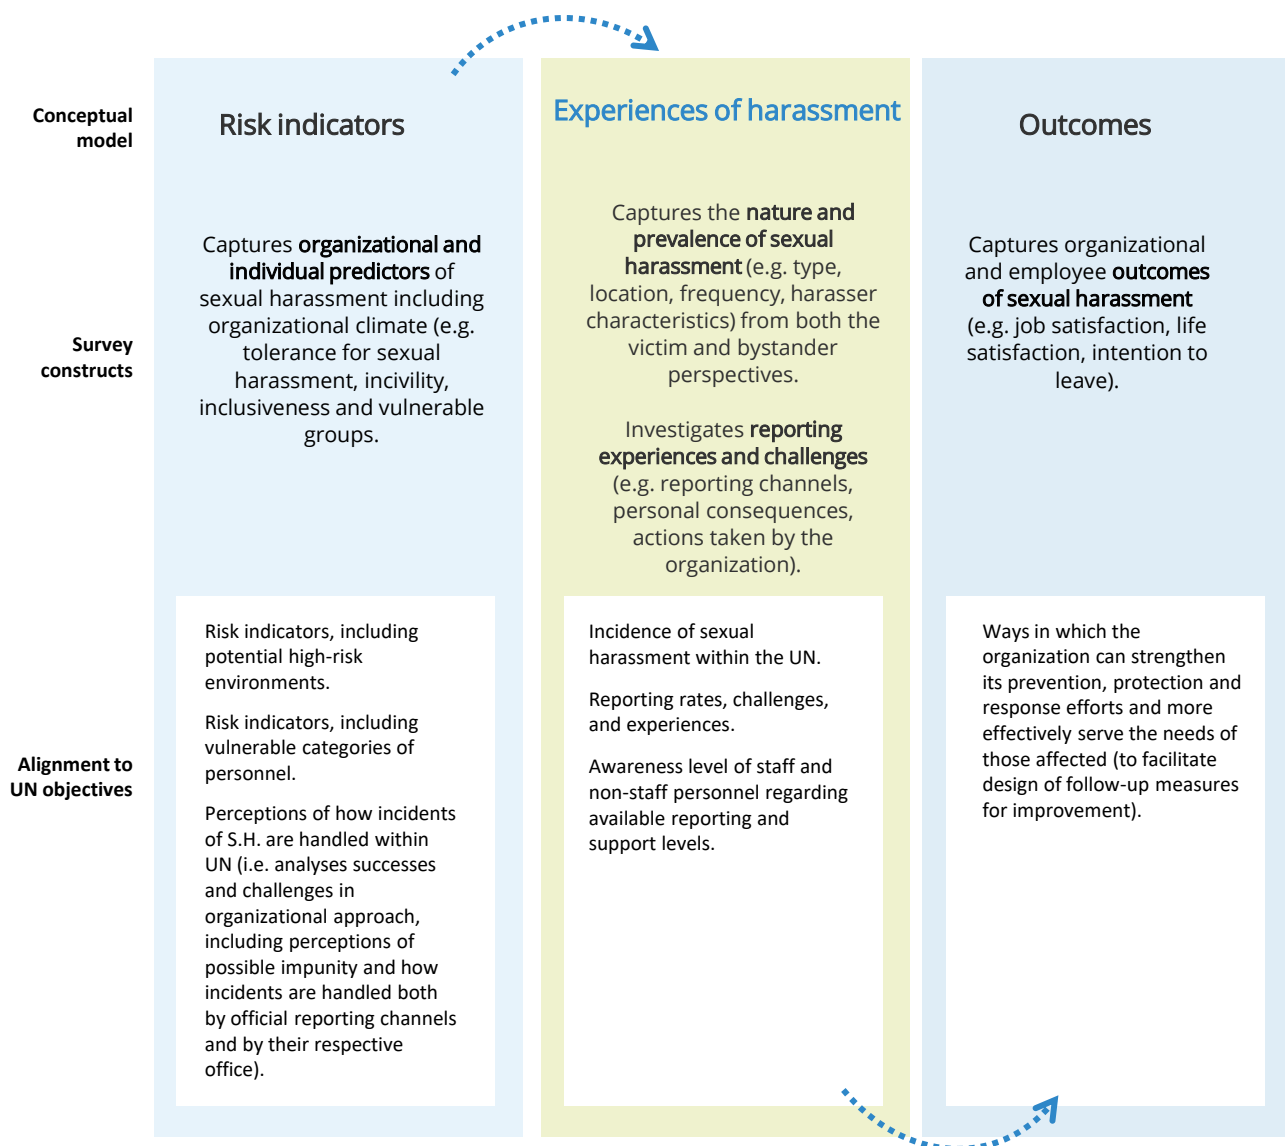 Conceptual
model
Risk indicators
Experiences of harassment
Outcomes
Survey
constructs
Captures organizational and
individual predictors of
sexual harassment including
organizational climate (e.g.
tolerance for sexual
harassment, incivility,
inclusiveness and vulnerable
groups.
Captures the nature and
prevalence of sexual
harassment (e.g. type,
location, frequency, harasser
characteristics) from both the
victim and bystander
perspectives.
Investigates reporting
experiences and challenges
(e.g. reporting channels,
personal consequences,
actions taken by the
organization).
Captures organizational
and employee outcomes
of sexual harassment
(e.g. job satisfaction, life
satisfaction, intention to
leave).
Alignment to
UN objectives
Risk indicators, including
potential high-risk
environments.
Risk indicators, including
vulnerable categories of
personnel.
Perceptions of how incidents
of S.H. are handled within
UN (i.e. analyses successes
and challenges in
organizational approach,
including perceptions of
possible impunity and how
incidents are handled both
by official reporting channels
and by their respective
office).
Incidence of sexual
harassment within the UN.
Reporting rates, challenges,
and experiences.
Awareness level of staff and
non-staff personnel regarding
available reporting and
support levels.
Ways in which the
organization can strengthen
its prevention, protection and
response efforts and more
effectively serve the needs of
those affected (to facilitate
design of follow-up measures
for improvement).